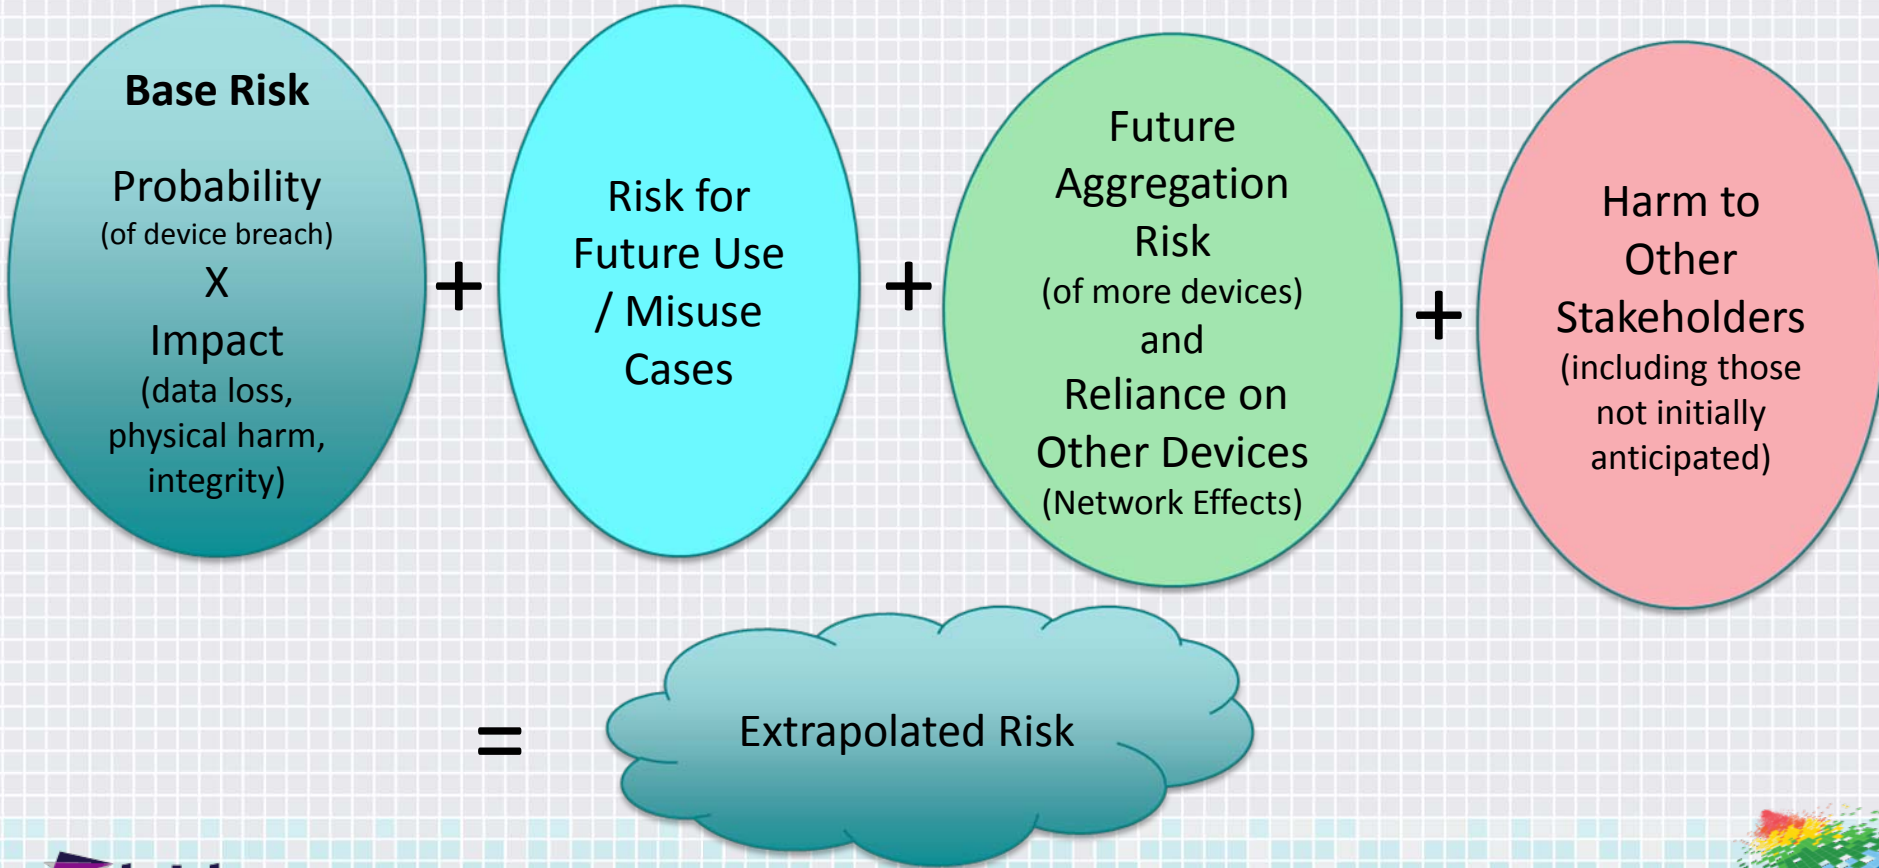 Base Risk
Probability
(of device breach)
X
Impact
(data loss,
physical harm,
integrity)
+
Risk for
Future Use
/ Misuse
Cases
+
Future
Aggregation
Risk
(of more devices)
and
Reliance on
Other Devices
(Network Effects)
+
Harm to
Other
Stakeholders
(including those
not initially
anticipated)
=
Extrapolated Risk